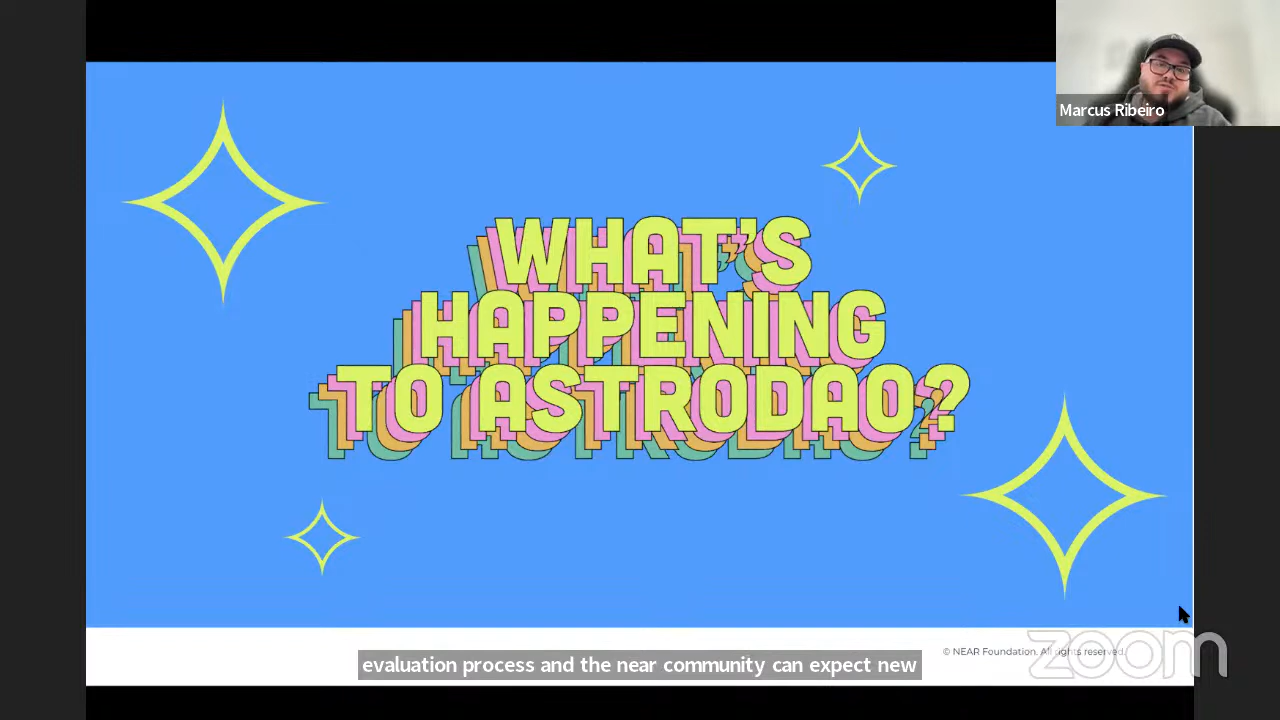 Marcus Ribeiro
WHAT'S
HAPPENING
TO ASTRODAO?
© NEAR Foundation. All rights reserved.
zoom
evaluation process and the near community can expect new